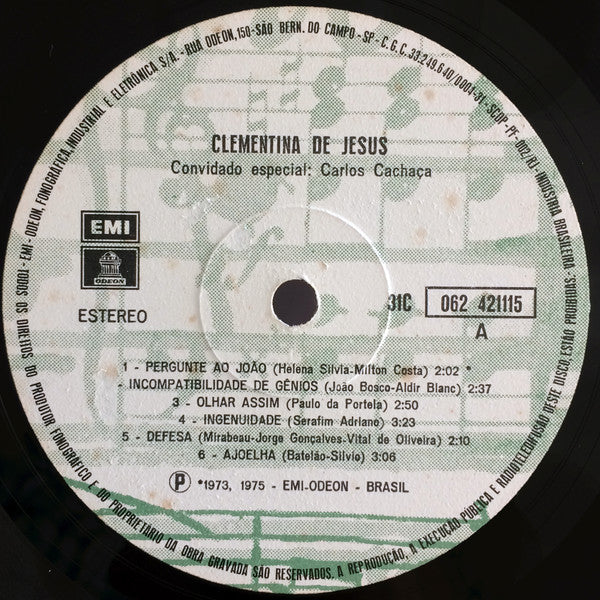 TODOS OS DIREITOS DO PRODUTOR FONOGRÁFICO E DO PROPRIETÁRIO DA OBRA GRAVADA SÃO RESERVADOS. A REPRODUÇÃO, A EXECUÇÃO PÚBLICA E RADIOTELEDIFUSÃO DESTE DISCO ESTÃO PROIBIDAS.
EMI - ODEON, FONOGRÁFICA, INDUSTRIAL E ELETRÔNICA S/A. - RUA ODEON, 150 - SÃO BERN. DO CAMPO - SP - C.G.C. 33.249.640/0004-31 - SCDP-PF-002/RJ - INDÚSTRIA BRASILEIRA
CLEMENTINA DE JESUS
Convidado especial: Carlos Cachaça
EMI
ODEON
ESTEREO
31C 062 421115
A
1 - PERGUNTE AO JOÃO (Helena Silvia-Milton Costa) 2:02 *
- INCOMPATIBILIDADE DE GÊNIOS (João Bosco-Aldir Blanc) 2:37
3 - OLHAR ASSIM (Paulo da Portela) 2:50
4 - INGENUIDADE (Serafim Adriano) 3:23
5 - DEFESA (Mirabeau-Jorge Gonçalves-Vital de Oliveira) 2:10
6 - AJOELHA (Batelão-Silvio) 3:06
Ⓟ *1973, 1975 - EMI-ODEON - BRASIL